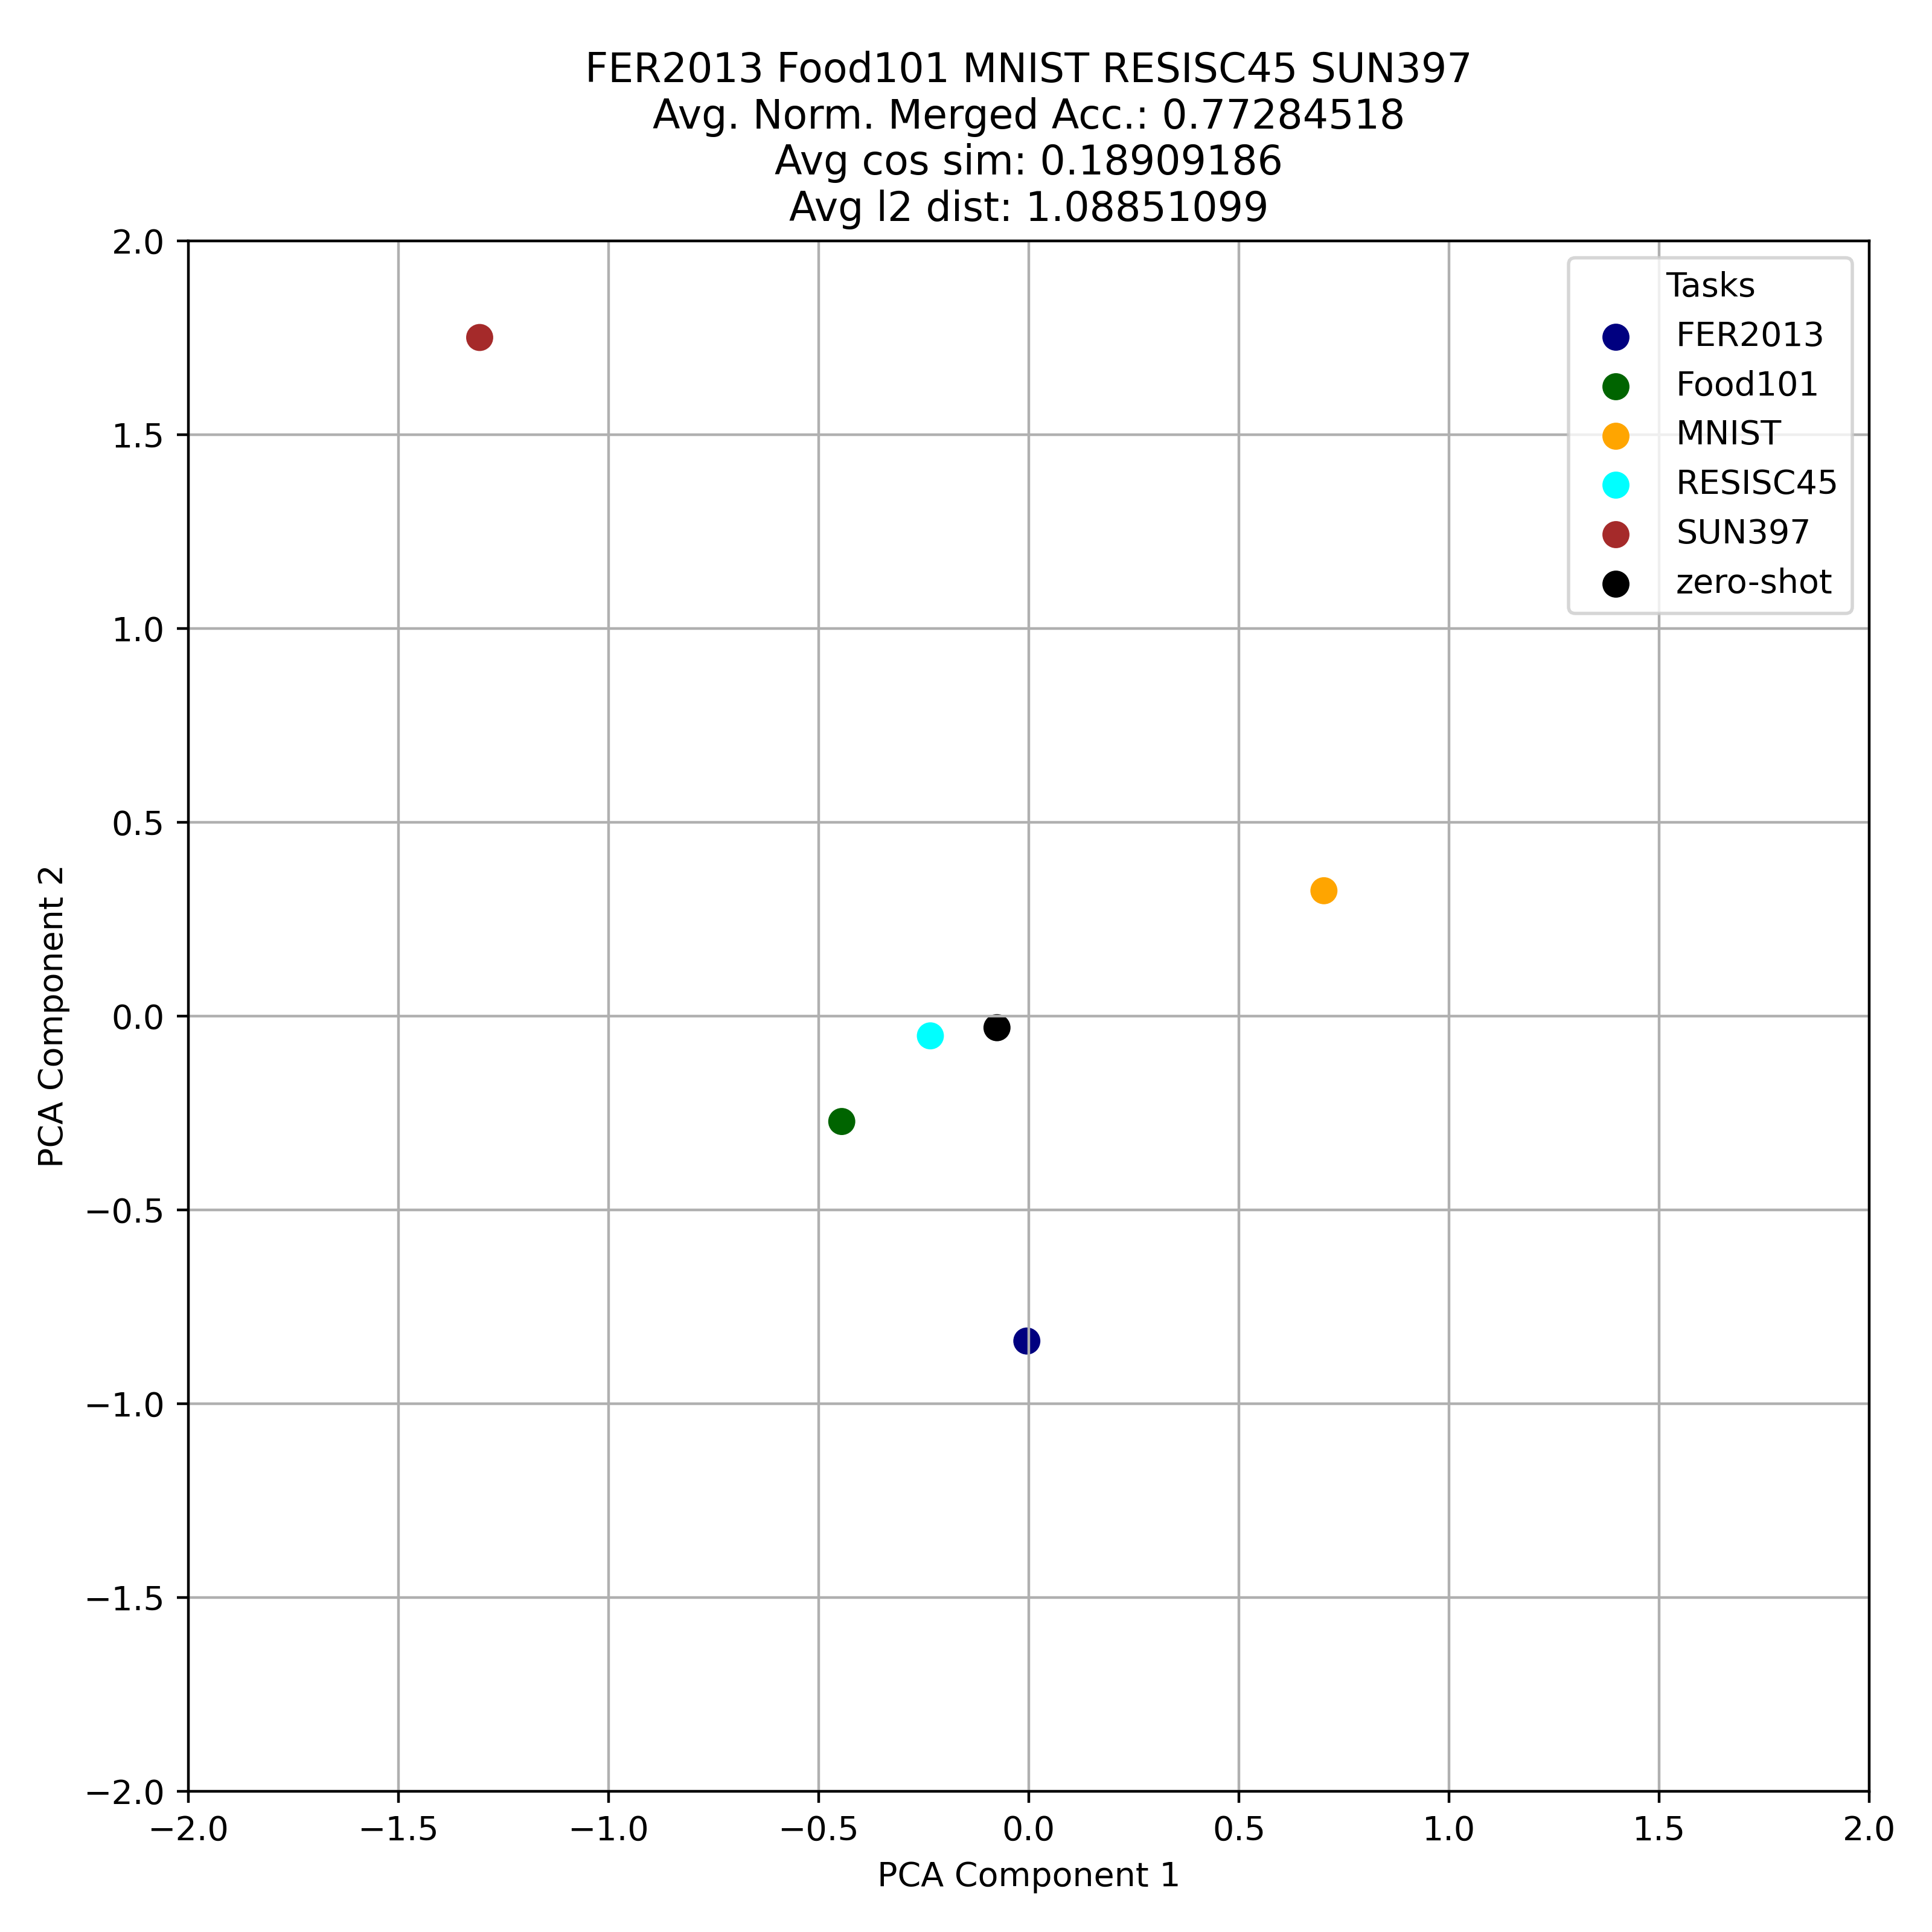 FER2013 Food101 MNIST RESISC45 SUN397
Avg. Norm. Merged Acc.: 0.77284518
Avg cos sim: 0.18909186
Avg l2 dist: 1.08851099
Tasks
FER2013
Food101
MNIST
RESISC45
SUN397
zero-shot
PCA Component 2
2.0
1.5
1.0
0.5
0.0
−0.5
−1.0
−1.5
−2.0
−2.0 −1.5 −1.0 −0.5 0.0 0.5 1.0 1.5 2.0
PCA Component 1